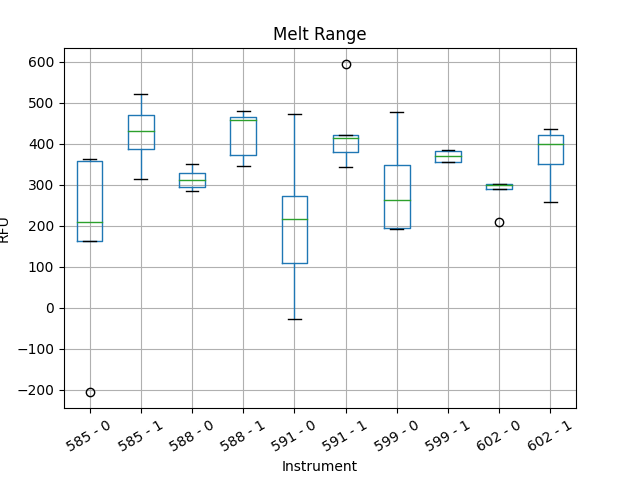 Melt Range
600
500
400
300
200
100
0
−100
−200
RFU
585 - 0
585 - 1
588 - 0
588 - 1
591 - 0
591 - 1
599 - 0
599 - 1
602 - 0
602 - 1
Instrument